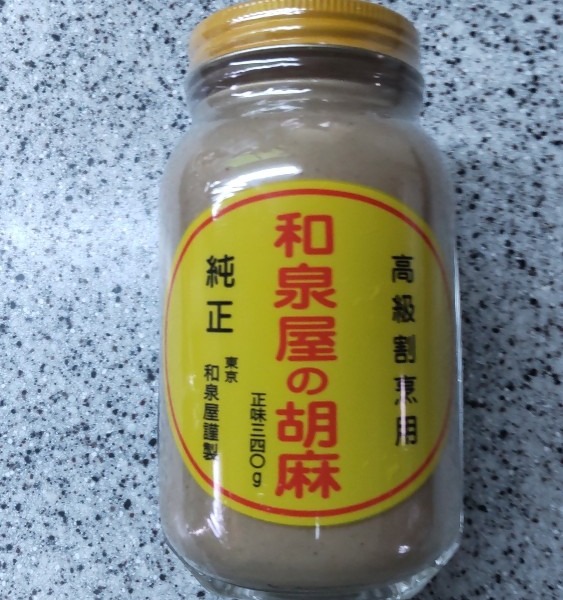 高級割烹用
和泉屋の胡麻
正味三四〇g
純正
東京
和泉屋謹製